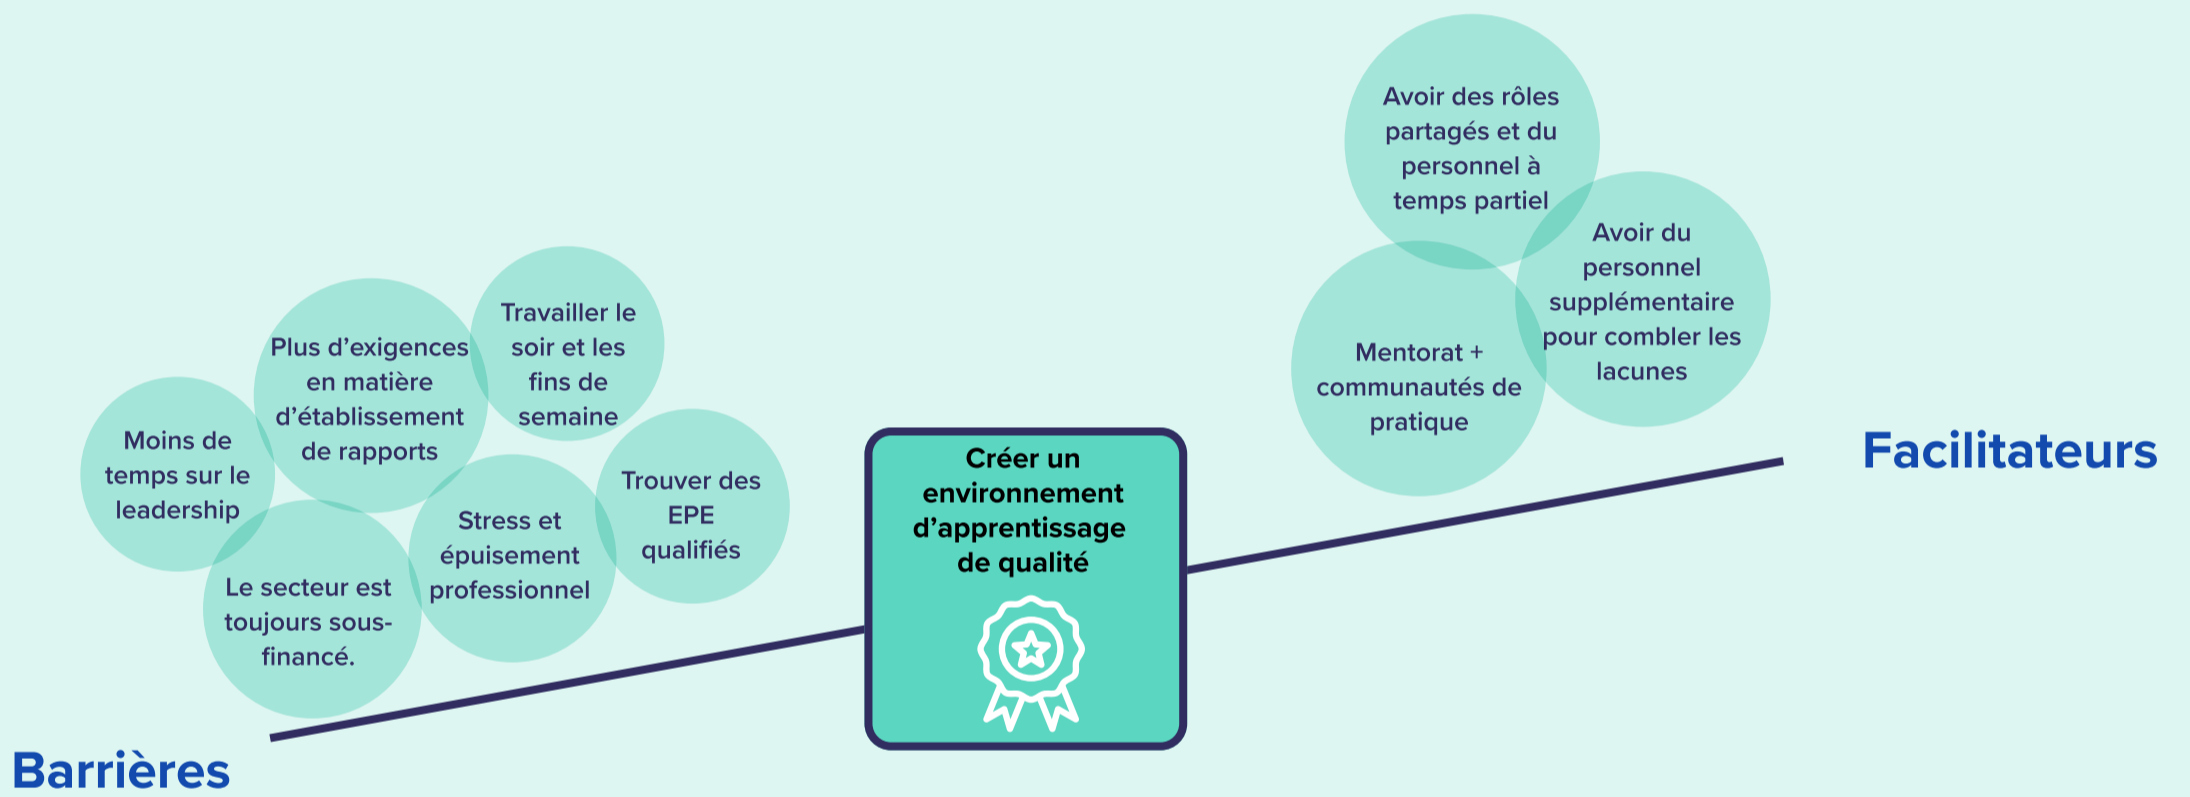 Moins de
temps sur le
leadership
Plus d’exigences
en matière
d’établissement
de rapports
Travailler le
soir et les
fins de
semaine
Le secteur est
toujours sous-
financé.
Stress et
épuisement
professionnel
Trouver des
EPE
qualifiés
Barrières
Créer un
environnement
d’apprentissage
de qualité
Avoir des rôles
partagés et du
personnel à
temps partiel
Mentorat +
communautés de
pratique
Avoir du
personnel
supplémentaire
pour combler les
lacunes
Facilitateurs